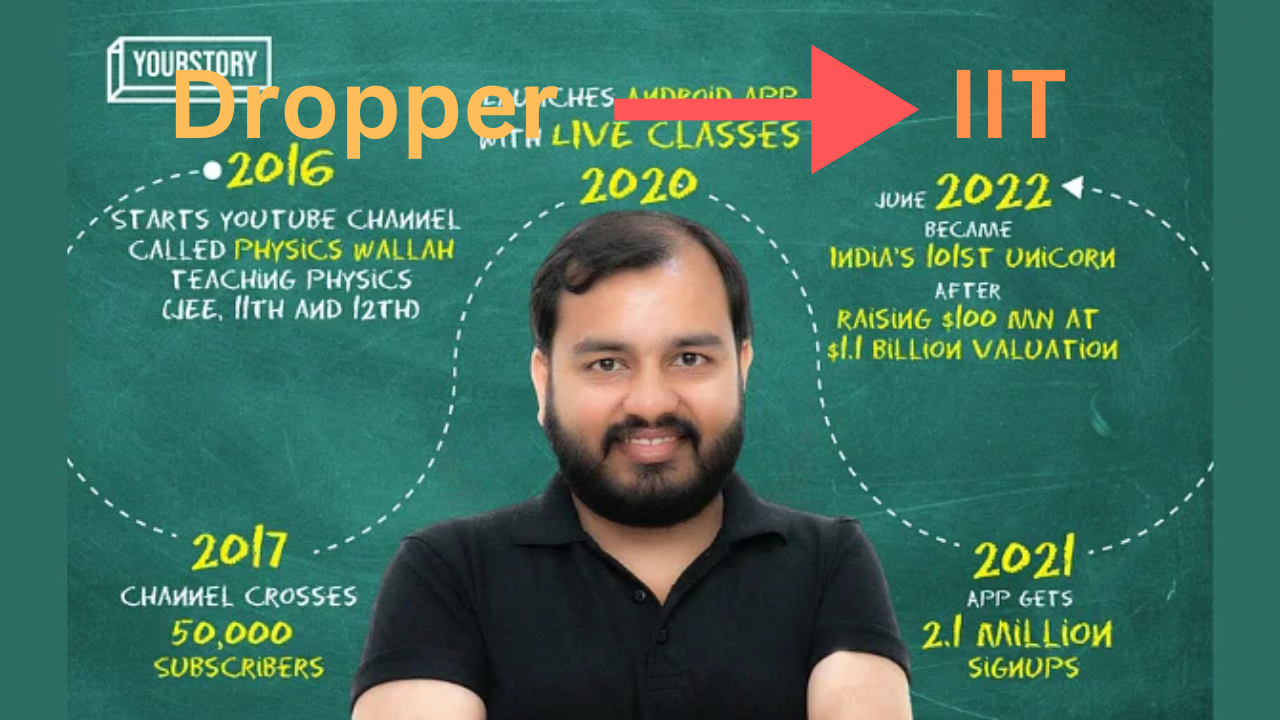 YOURSTORY
Dropper
IIT
LAUNCHES ANDROID APP
WITH LIVE CLASSES
2020
2016
STARTS YOUTUBE CHANNEL
CALLED PHYSICS WALLAH
TEACHING PHYSICS
(JEE, 11TH AND 12TH)
JUNE 2022
BECAME
INDIA'S 101ST UNICORN
AFTER
RAISING $100 MN AT
$1.1 BILLION VALUATION
2017
CHANNEL CROSSES
50,000
SUBSCRIBERS
2021
APP GETS
2.1 MILLION
SIGNUPS